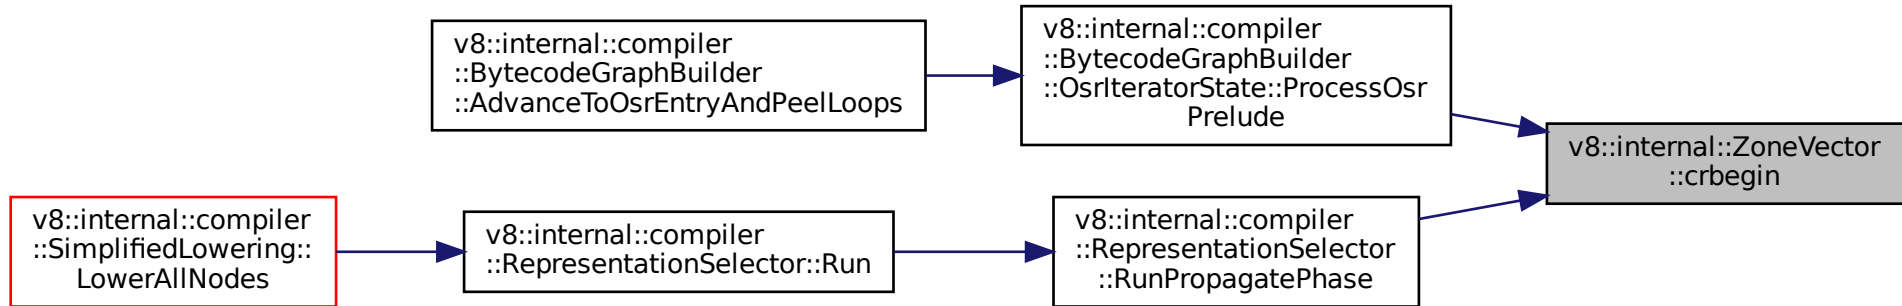 v8::internal::compiler
::BytecodeGraphBuilder
::AdvanceToOsrEntryAndPeelLoops
v8::internal::compiler
::BytecodeGraphBuilder
::OsrIteratorState::ProcessOsr
Prelude
v8::internal::ZoneVector
::crbegin
v8::internal::compiler
::SimplifiedLowering::
LowerAllNodes
v8::internal::compiler
::RepresentationSelector::Run
v8::internal::compiler
::RepresentationSelector
::RunPropagatePhase